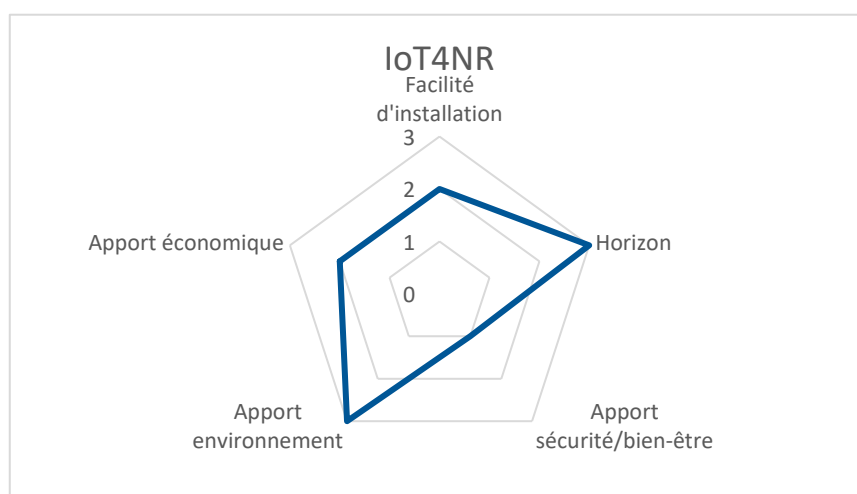 IoT4NR
Facilité
d'installation
3
2
1
0
Apport économique
Horizon
Apport
environnement
Apport
sécurité/bien-être